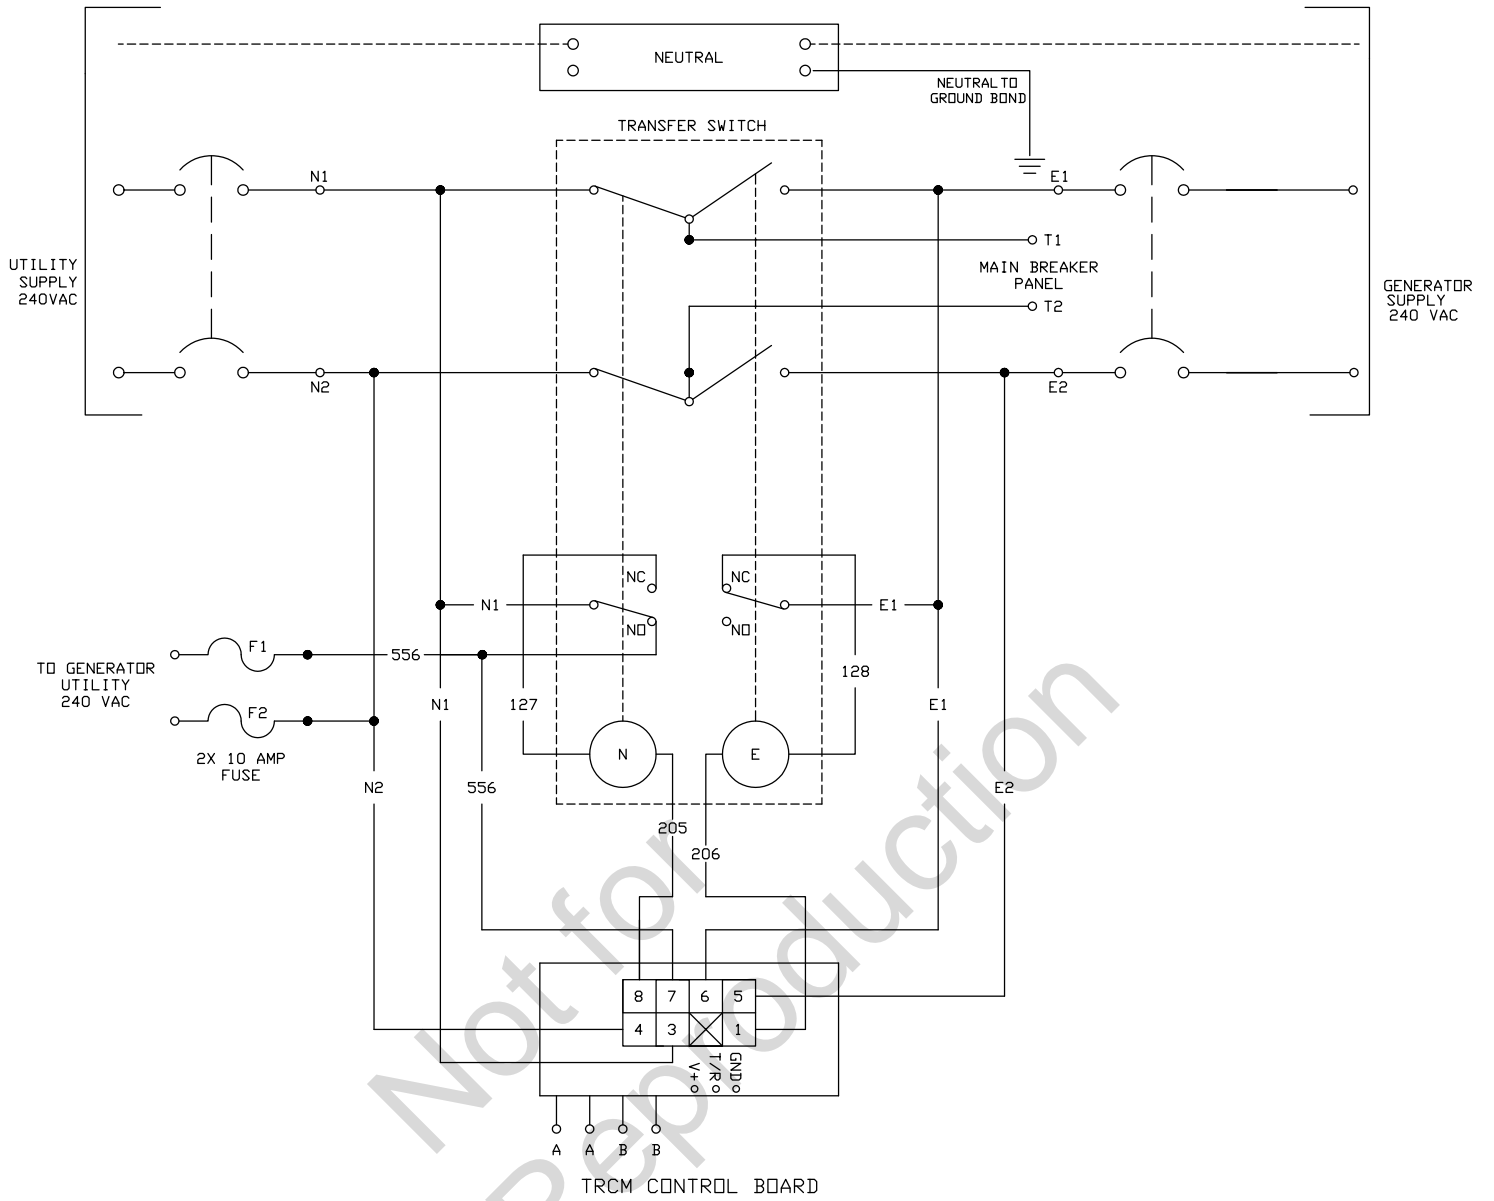 NEUTRAL
NEUTRAL TO
GROUND BOND
TRANSFER SWITCH
N1
E1
T1
MAIN BREAKER
PANEL
T2
UTILITY
SUPPLY
240VAC
GENERATOR
SUPPLY
240 VAC
N2
E2
NC
NC
N1
E1
NO
NO
F1
556
TO GENERATOR
UTILITY
240 VAC
128
N1
127
E1
F2
2X 10 AMP
FUSE
N
E
N2
556
E2
205
206
8 7 6 5
4 3 1
V+
T/R
GND
A A B B
TRCM CONTROL BOARD
Not for
Reproduction